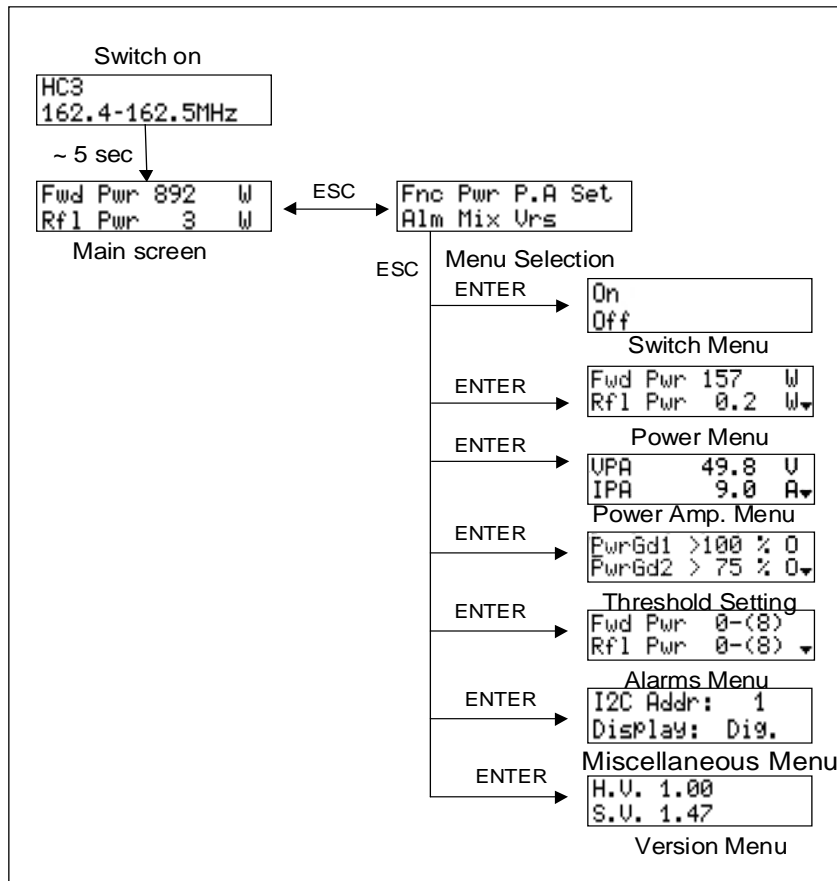 Switch on
HC3
162.4-162.5MHz
~ 5 sec
Fwd Pwr 892 W
Rfl Pwr 3 W
Main screen
ESC
Fnc Pwr P.A Set
Alm Mix Vrs
ESC
Menu Selection
ENTER
On
Off
Switch Menu
ENTER
Fwd Pwr 157 W
Rfl Pwr 0.2 W
Power Menu
ENTER
VPA 49.8 V
IPA 9.0 A
Power Amp. Menu
ENTER
PwrGd1 >100 % O
PwrGd2 > 75 % O
Threshold Setting
ENTER
Fwd Pwr 0-(8)
Rfl Pwr 0-(8)
Alarms Menu
ENTER
I2C Addr: 1
Display: Dig.
Miscellaneous Menu
ENTER
H.V. 1.00
S.V. 1.47
Version Menu